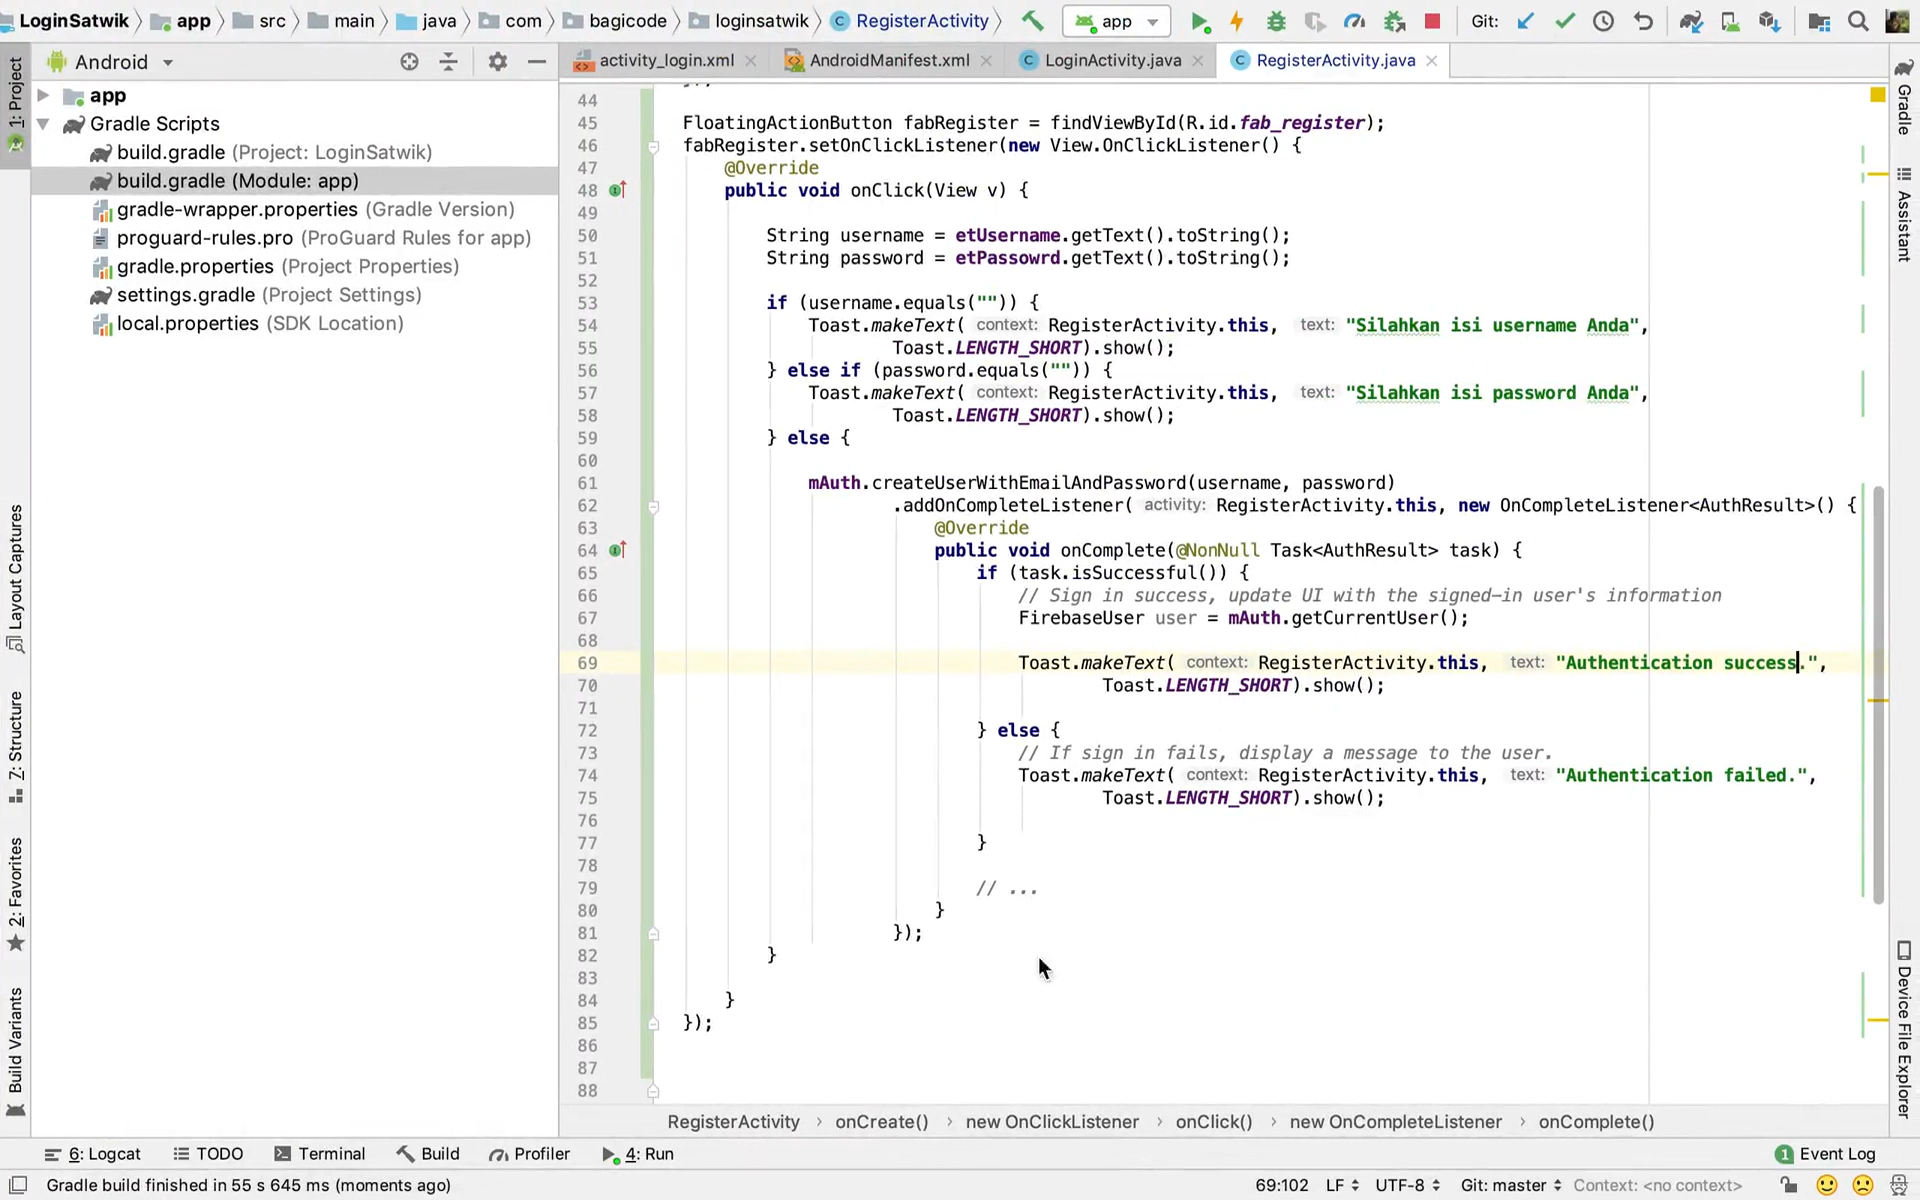 LoginSatwik app src main java com bagicode loginsatwik RegisterActivity app Git:
Android
activity_login.xml AndroidManifest.xml LoginActivity.java RegisterActivity.java
1: Project
app
Gradle Scripts
build.gradle (Project: LoginSatwik)
build.gradle (Module: app)
gradle-wrapper.properties (Gradle Version)
proguard-rules.pro (ProGuard Rules for app)
gradle.properties (Project Properties)
settings.gradle (Project Settings)
local.properties (SDK Location)
Layout Captures
7: Structure
2: Favorites
Build Variants
44
45 FloatingActionButton fabRegister = findViewById(R.id.fab_register);
46 fabRegister.setOnClickListener(new View.OnClickListener() {
47 @Override
48 public void onClick(View v) {
49
50 String username = etUsername.getText().toString();
51 String password = etPassowrd.getText().toString();
52
53 if (username.equals("")) {
54 Toast.makeText( context: RegisterActivity.this, text: "Silahkan isi username Anda",
55 Toast.LENGTH_SHORT).show();
56 } else if (password.equals("")) {
57 Toast.makeText( context: RegisterActivity.this, text: "Silahkan isi password Anda",
58 Toast.LENGTH_SHORT).show();
59 } else {
60
61 mAuth.createUserWithEmailAndPassword(username, password)
62 .addOnCompleteListener( activity: RegisterActivity.this, new OnCompleteListener<AuthResult>() {
63 @Override
64 public void onComplete(@NonNull Task<AuthResult> task) {
65 if (task.isSuccessful()) {
66 // Sign in success, update UI with the signed-in user's information
67 FirebaseUser user = mAuth.getCurrentUser();
68
69 Toast.makeText( context: RegisterActivity.this, text: "Authentication success.",
70 Toast.LENGTH_SHORT).show();
71
72 } else {
73 // If sign in fails, display a message to the user.
74 Toast.makeText( context: RegisterActivity.this, text: "Authentication failed.",
75 Toast.LENGTH_SHORT).show();
76
77 }
78
79 // ...
80 }
81 });
82 }
83
84 }
85 });
86
87
88
Gradle
Assistant
Device File Explorer
RegisterActivity › onCreate() › new OnClickListener › onClick() › new OnCompleteListener › onComplete()
6: Logcat TODO Terminal Build Profiler 4: Run 1 Event Log
Gradle build finished in 55 s 645 ms (moments ago) 69:102 LF UTF-8 Git: master Context: <no context>